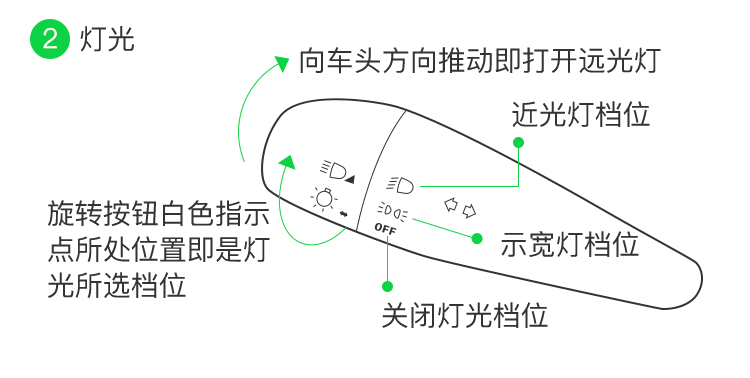 2 灯光
向车头方向推动即打开远光灯
近光灯档位
旋转按钮白色指示
点所处位置即是灯
光所选档位
OFF
示宽灯档位
关闭灯光档位